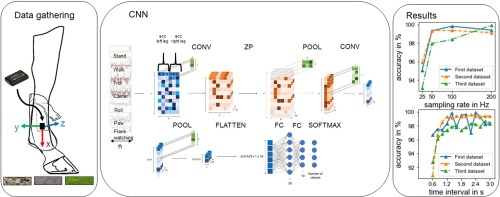 Data gathering
y
z
x
CNN
acc
left leg
acc
right leg
Stand
Walk
Trot
Canter
Roll
Paw
Flank
watching
n
CONV
ZP
POOL
CONV
POOL
FLATTEN
FC
FC
SOFTMAX
Number of
classes
Results
accuracy in %
100
98
96
94
92
First dataset
Second dataset
Third dataset
25
50
100
200
sampling rate in Hz
accuracy in %
98
96
94
92
First dataset
Second dataset
Third dataset
0.6
1.2
1.8
2.4
3.0
time interval in s